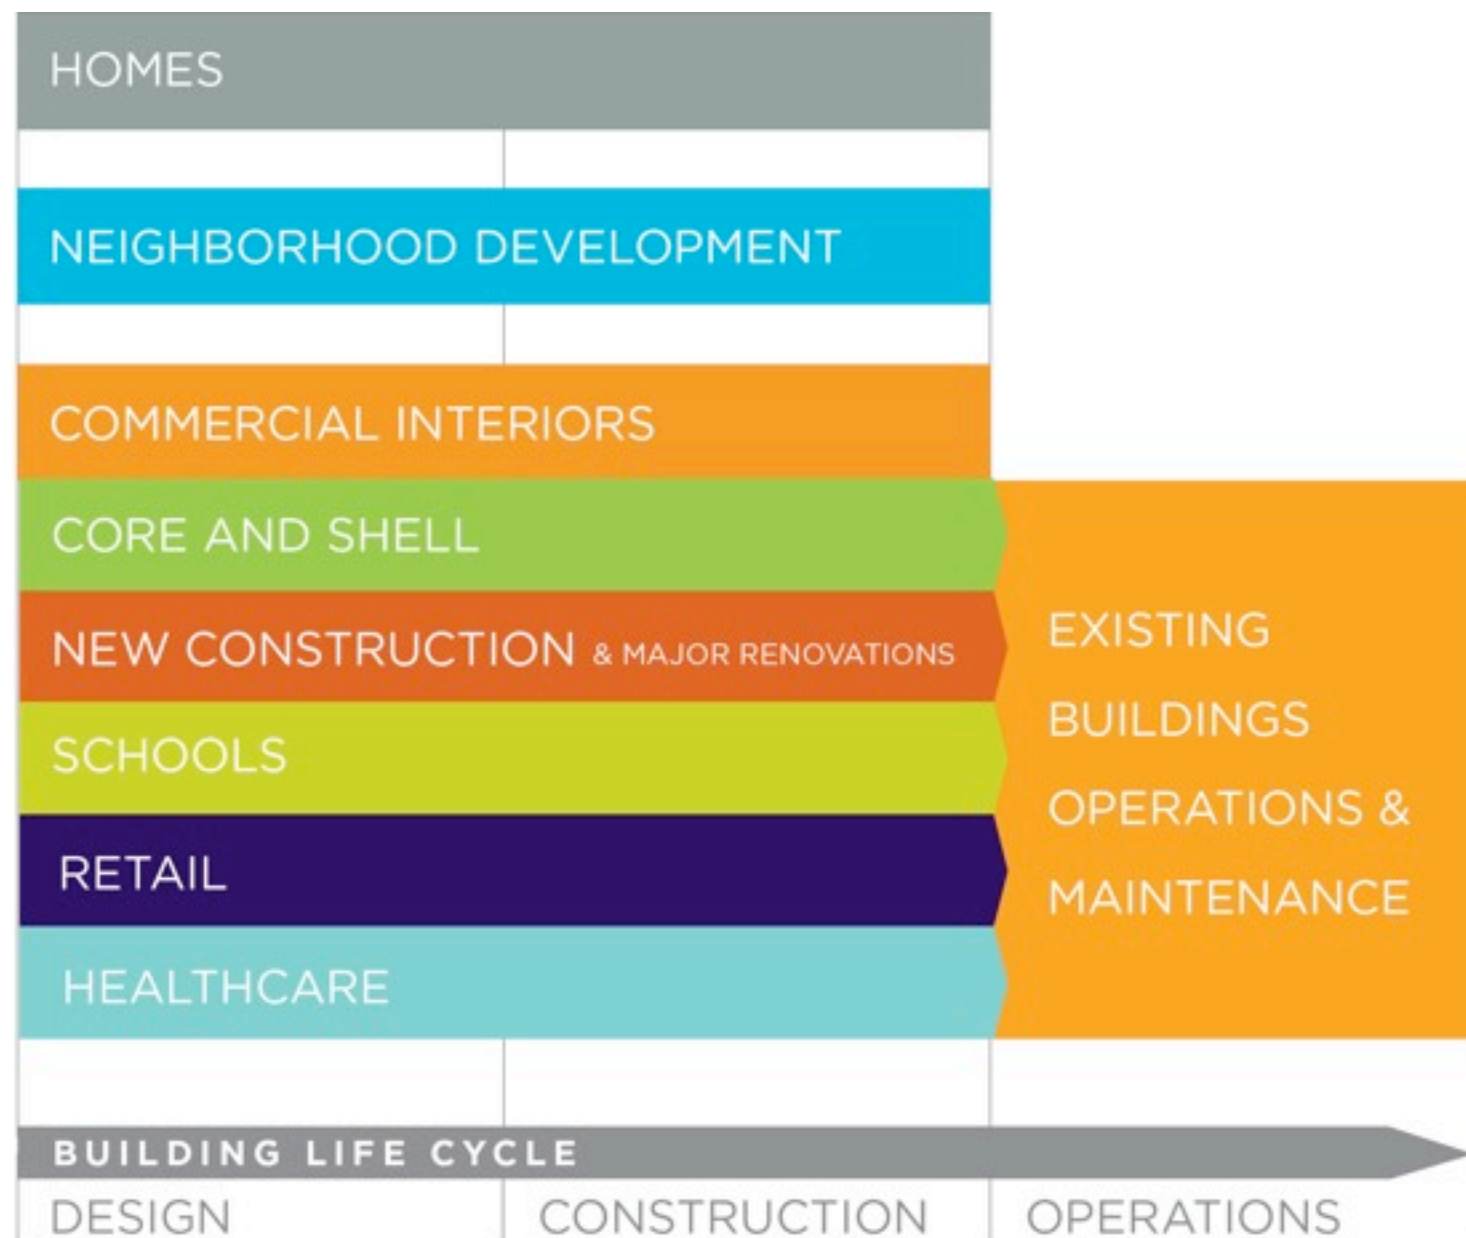 HOMES
NEIGHBORHOOD DEVELOPMENT
COMMERCIAL INTERIORS
CORE AND SHELL
NEW CONSTRUCTION & MAJOR RENOVATIONS
SCHOOLS
RETAIL
HEALTHCARE
EXISTING
BUILDINGS
OPERATIONS &
MAINTENANCE
BUILDING LIFE CYCLE
DESIGN CONSTRUCTION OPERATIONS